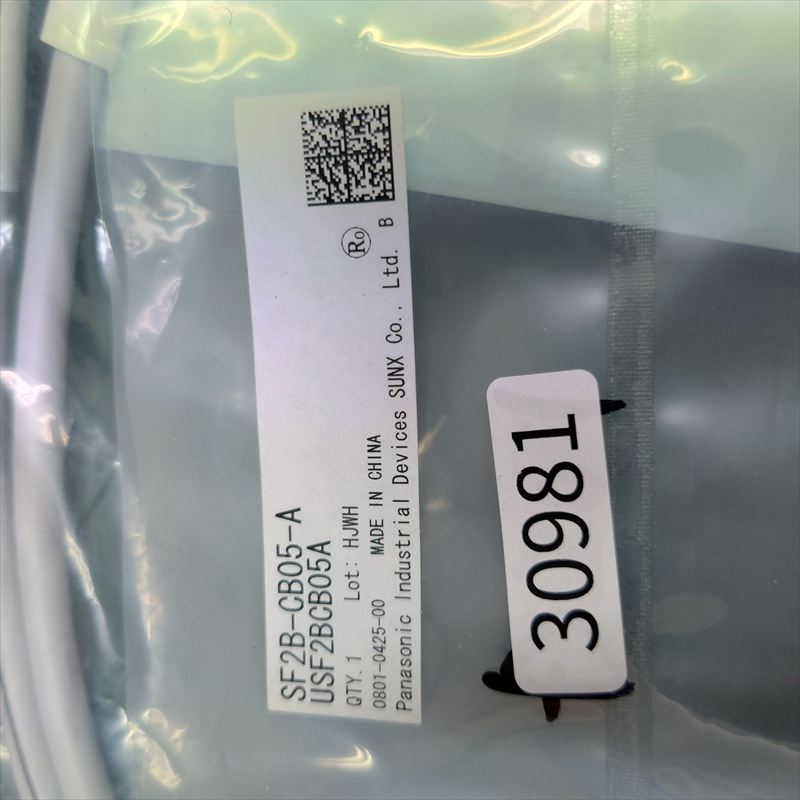 SF2B-CB05-A
USF2BCB05A
QTY. 1 Lot: HJWH
0801-0425-00 MADE IN CHINA Ro
Panasonic Industrial Devices SUNX Co., Ltd. B
30981